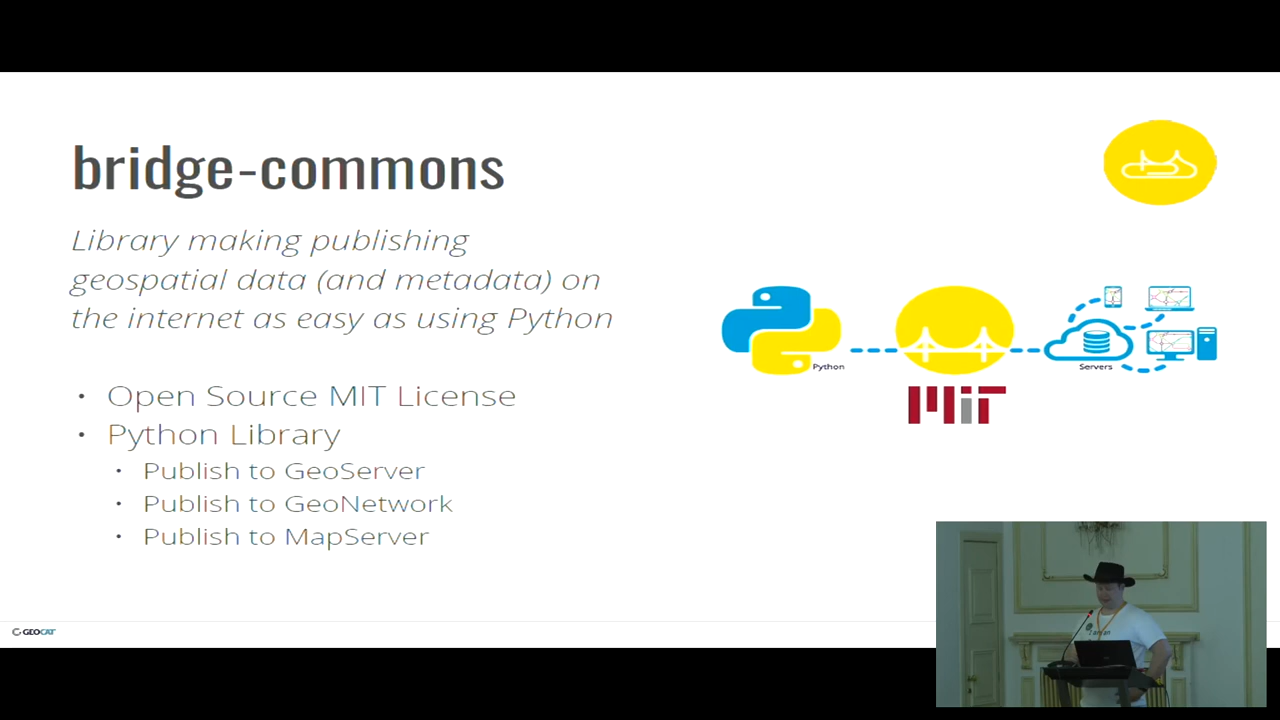 bridge-commons
Library making publishing
geospatial data (and metadata) on
the internet as easy as using Python
• Open Source MIT License
• Python Library
• Publish to GeoServer
• Publish to GeoNetwork
• Publish to MapServer
Python
Servers
MIT
GEOCAT